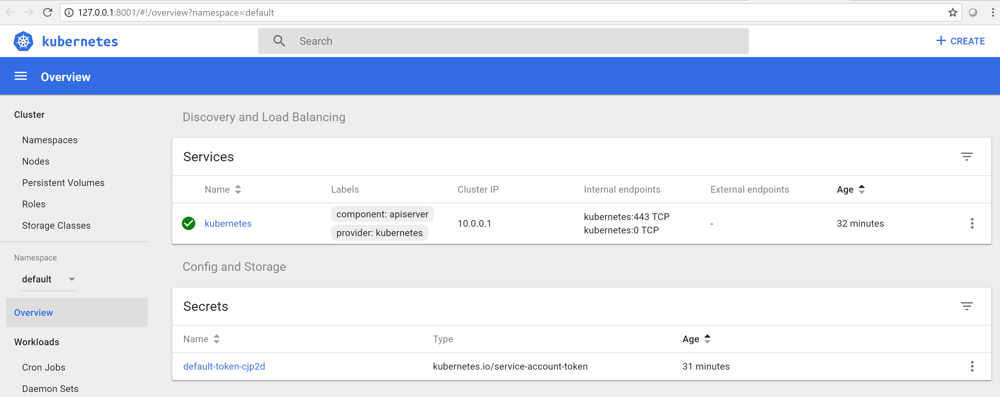 127.0.0.1:8001/#!/overview?namespace=default
kubernetes
Search
+ CREATE
Overview
Cluster
Namespaces
Nodes
Persistent Volumes
Roles
Storage Classes
Namespace
default
Overview
Workloads
Cron Jobs
Daemon Sets
Discovery and Load Balancing
Services
Name Labels Cluster IP Internal endpoints External endpoints Age
kubernetes component: apiserver 10.0.0.1 kubernetes:443 TCP - 32 minutes
provider: kubernetes kubernetes:0 TCP
Config and Storage
Secrets
Name Type Age
default-token-cjp2d kubernetes.io/service-account-token 31 minutes